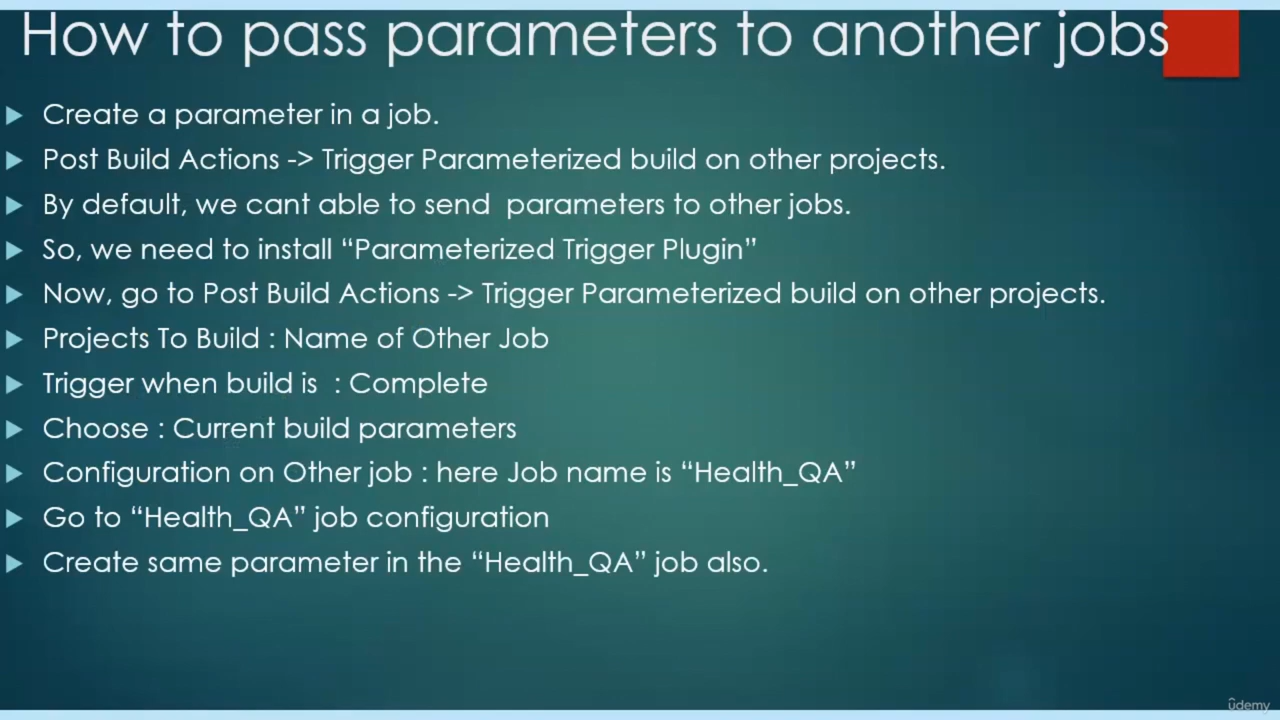 How to pass parameters to another jobs
Create a parameter in a job.
Post Build Actions -> Trigger Parameterized build on other projects.
By default, we cant able to send  parameters to other jobs.
So, we need to install “Parameterized Trigger Plugin”
Now, go to Post Build Actions -> Trigger Parameterized build on other projects.
Projects To Build : Name of Other Job
Trigger when build is  : Complete
Choose : Current build parameters
Configuration on Other job : here Job name is “Health_QA”
Go to “Health_QA” job configuration
Create same parameter in the “Health_QA” job also.
ûdemy